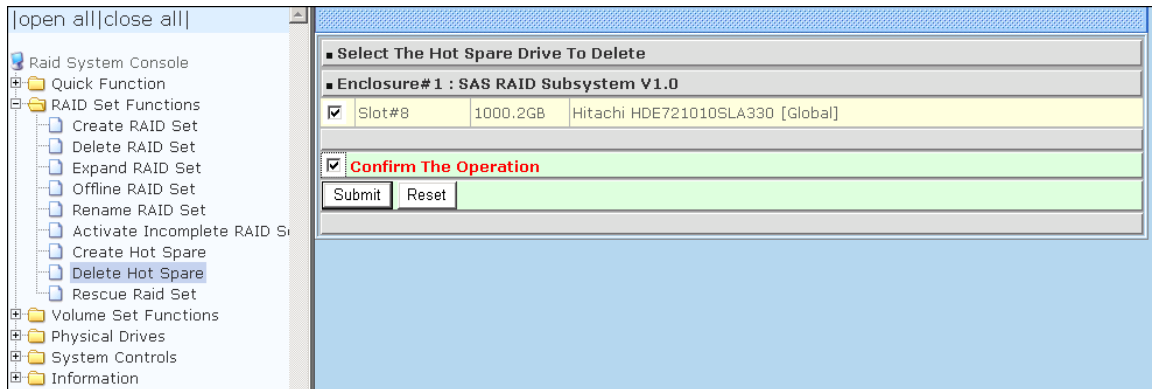 |open all|close all|
Raid System Console
Quick Function
RAID Set Functions
Create RAID Set
Delete RAID Set
Expand RAID Set
Offline RAID Set
Rename RAID Set
Activate Incomplete RAID S
Create Hot Spare
Delete Hot Spare
Rescue Raid Set
Volume Set Functions
Physical Drives
System Controls
Information
Select The Hot Spare Drive To Delete
Enclosure#1 : SAS RAID Subsystem V1.0
Slot#8 1000.2GB Hitachi HDE721010SLA330 [Global]
Confirm The Operation
Submit Reset